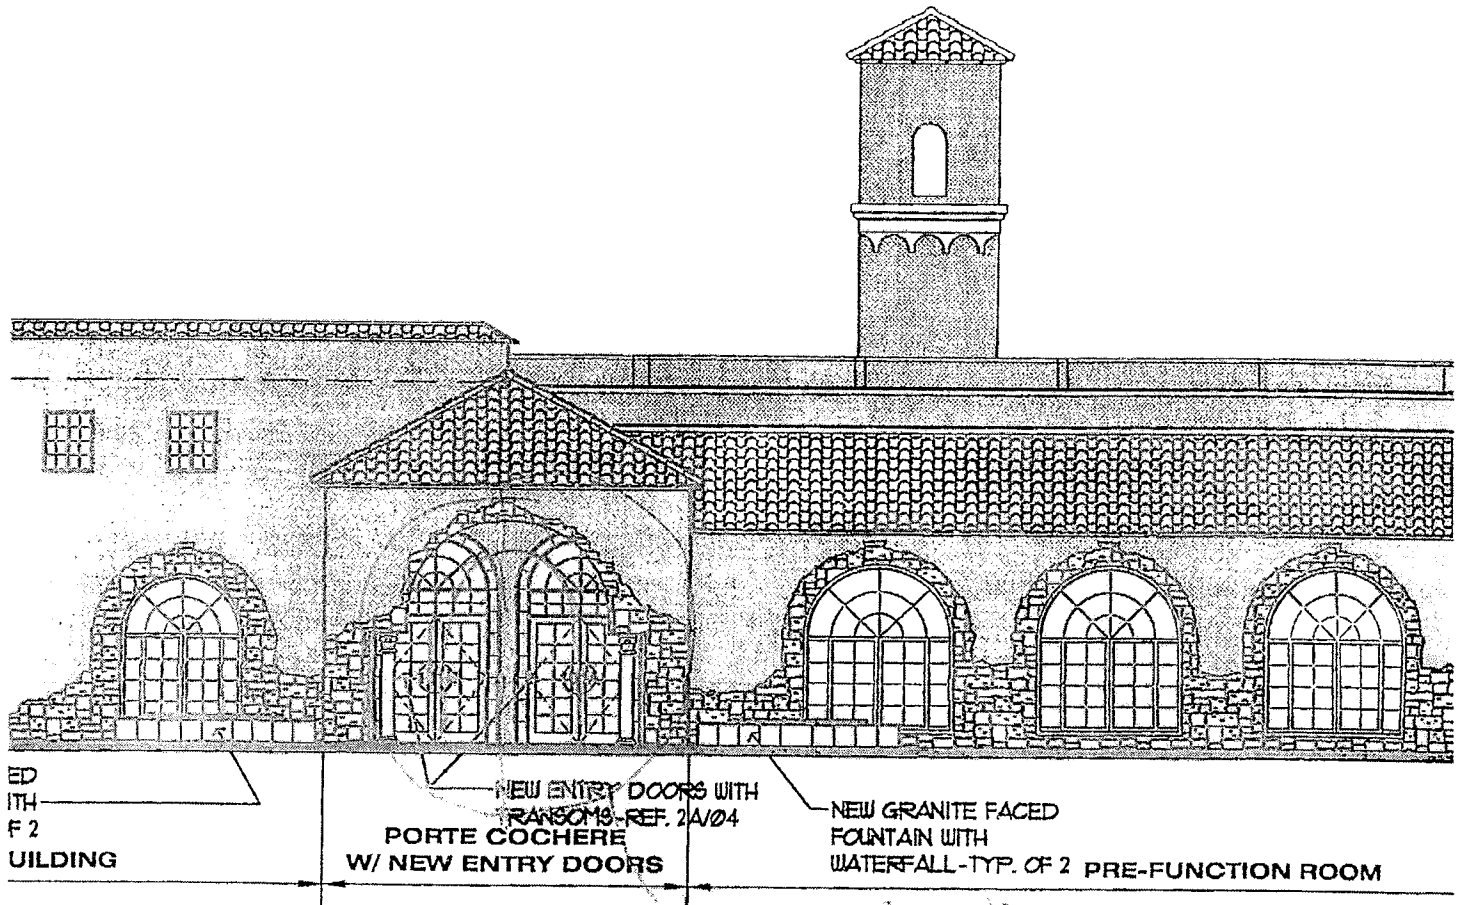 ED
ITH
F 2
UILDING
NEW ENTRY DOORS WITH
TRANSOMS-REF. 2A/04
PORTE COCHERE
W/ NEW ENTRY DOORS
NEW GRANITE FACED
FOUNTAIN WITH
WATERFALL-TYP. OF 2
PRE-FUNCTION ROOM